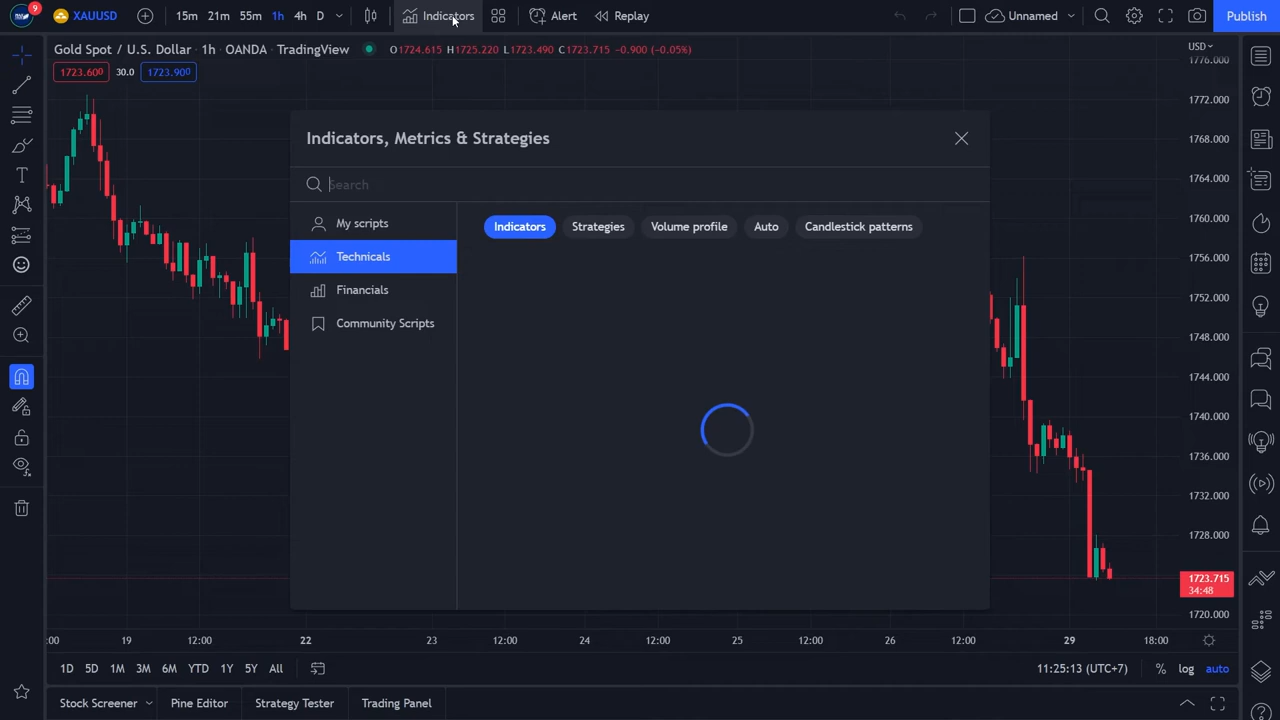 9
XAUUSD
15m 21m 55m 1h 4h D
Indicators
Alert
Replay
Unnamed
Publish
Gold Spot / U.S. Dollar · 1h · OANDA · TradingView
O1724.615 H1725.220 L1723.490 C1723.715 -0.900 (-0.05%)
USD
1723.600 30.0 1723.900
Indicators, Metrics & Strategies
Search
My scripts
Technicals
Financials
Community Scripts
Indicators
Strategies
Volume profile
Auto
Candlestick patterns
1776.000
1772.000
1768.000
1764.000
1760.000
1756.000
1752.000
1748.000
1744.000
1740.000
1736.000
1732.000
1728.000
1723.715
34:48
1720.000
:00 19 12:00 22 23 12:00 24 12:00 25 12:00 26 12:00 29 18:00
1D 5D 1M 3M 6M YTD 1Y 5Y All
11:25:13 (UTC+7)
% log auto
Stock Screener
Pine Editor
Strategy Tester
Trading Panel